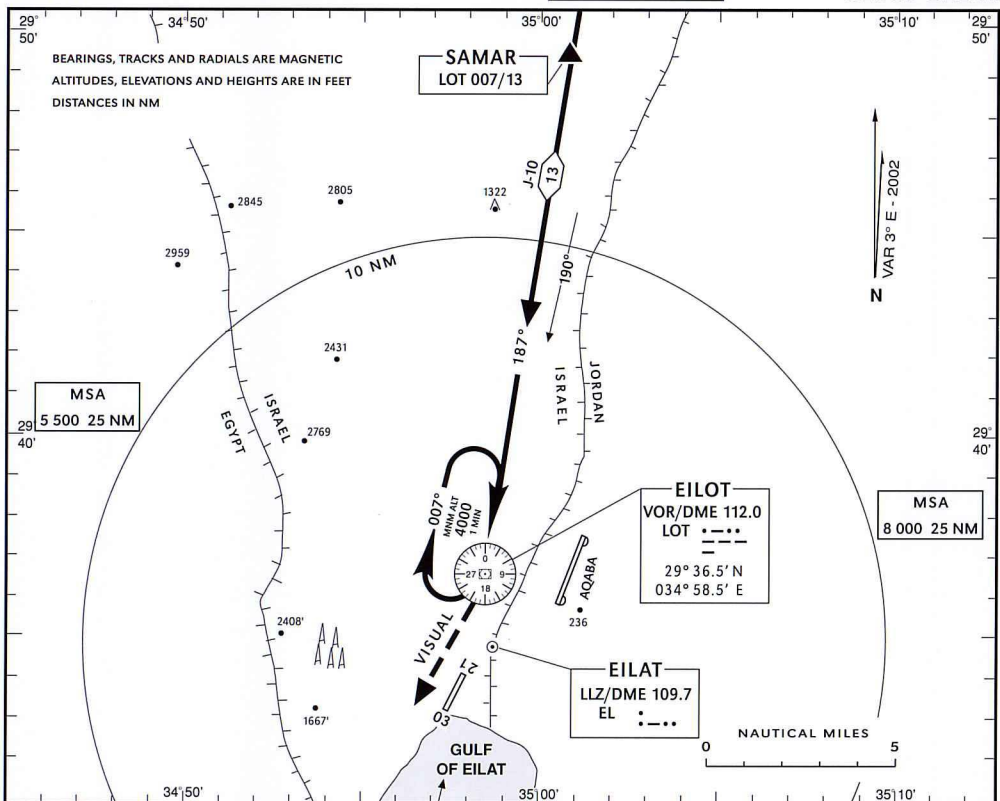 34°50'
35°00'
35°10'
29°
50'
29°
50'
BEARINGS, TRACKS AND RADIALS ARE MAGNETIC
ALTITUDES, ELEVATIONS AND HEIGHTS ARE IN FEET
DISTANCES IN NM
SAMAR
LOT 007/13
J-10
13
VAR 3° E - 2002
N
2845
2805
1322
2959
10 NM
190°
187°
2431
MSA
5 500 25 NM
ISRAEL
JORDAN
ISRAEL
EGYPT
2769
29°
40'
29
40'
007°
MNM ALT
4000
1 MIN
EILOT
VOR/DME 112.0
LOT
29° 36.5' N
034° 58.5' E
MSA
8 000 25 NM
0
27
9
18
AQABA
236
2408'
VISUAL
21
03
1667'
EILAT
LLZ/DME 109.7
EL
GULF
OF EILAT
NAUTICAL MILES
0
5
34°50'
35°00'
35°10'